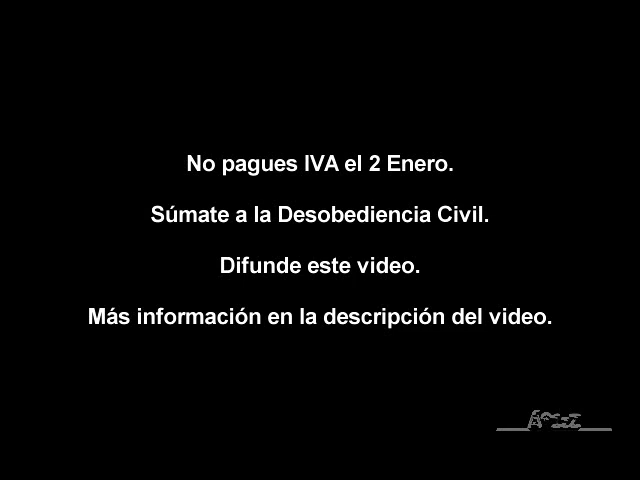 No pagues IVA el 2 Enero.
Súmate a la Desobediencia Civil.
Difunde este video.
Más información en la descripción del video.